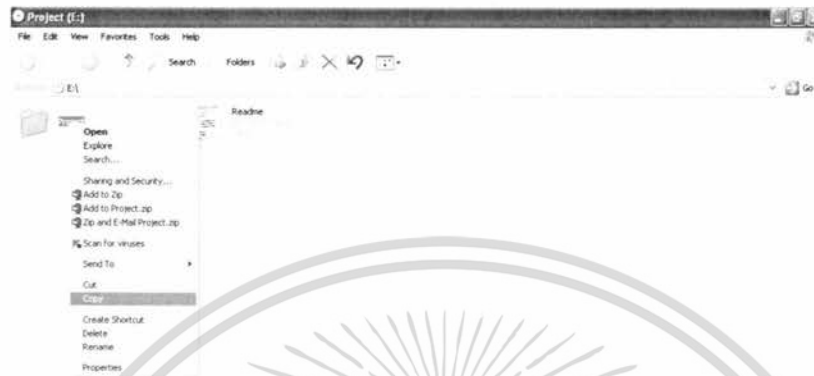 Project (E:)
File Edit View Favorites Tools Help
Search Folders
E:\ Go
Readme
Open
Explore
Search...
Sharing and Security...
Add to Zip
Add to Project.zip
Zip and E-Mail Project.zip
Scan for viruses
Send To
Cut
Copy
Create Shortcut
Delete
Rename
Properties